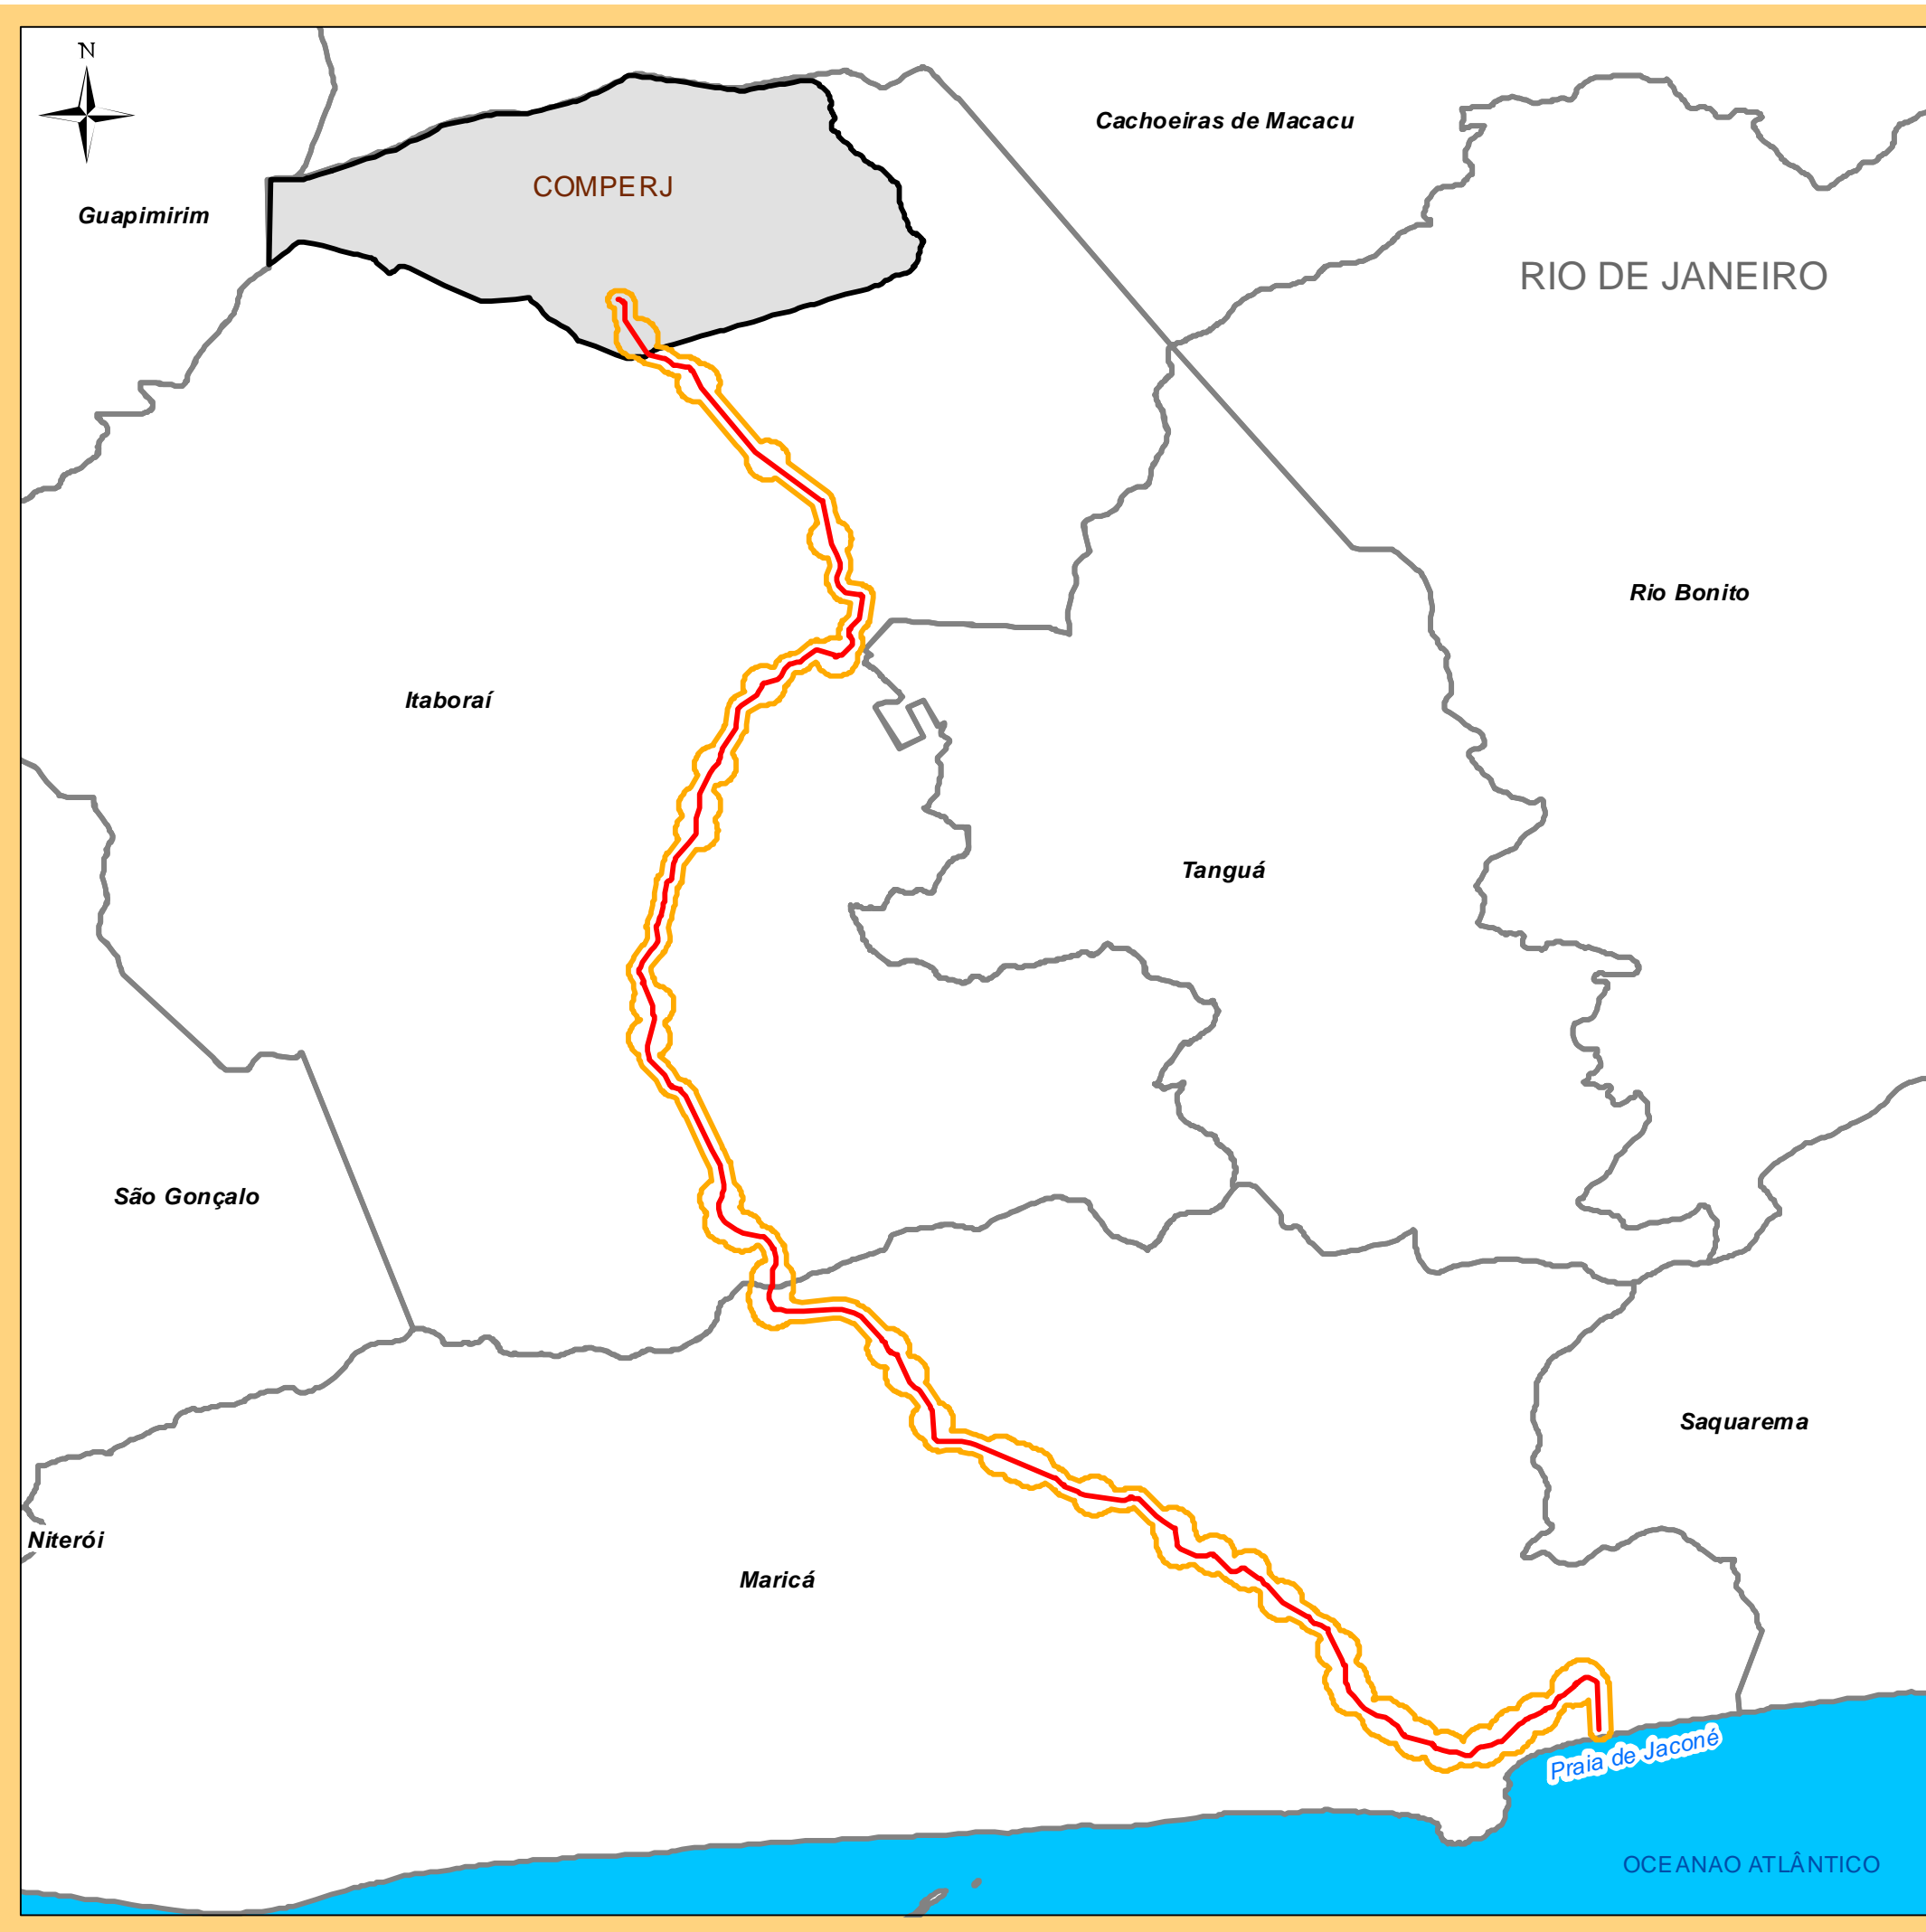 N
Cachoeiras de Macacu
COMPERJ
Guapimirim
RIO DE JANEIRO
Rio Bonito
Itaboraí
Tanguá
São Gonçalo
Saquarema
Niterói
Maricá
Praia de Jaconé
OCEANAO ATLÂNTICO